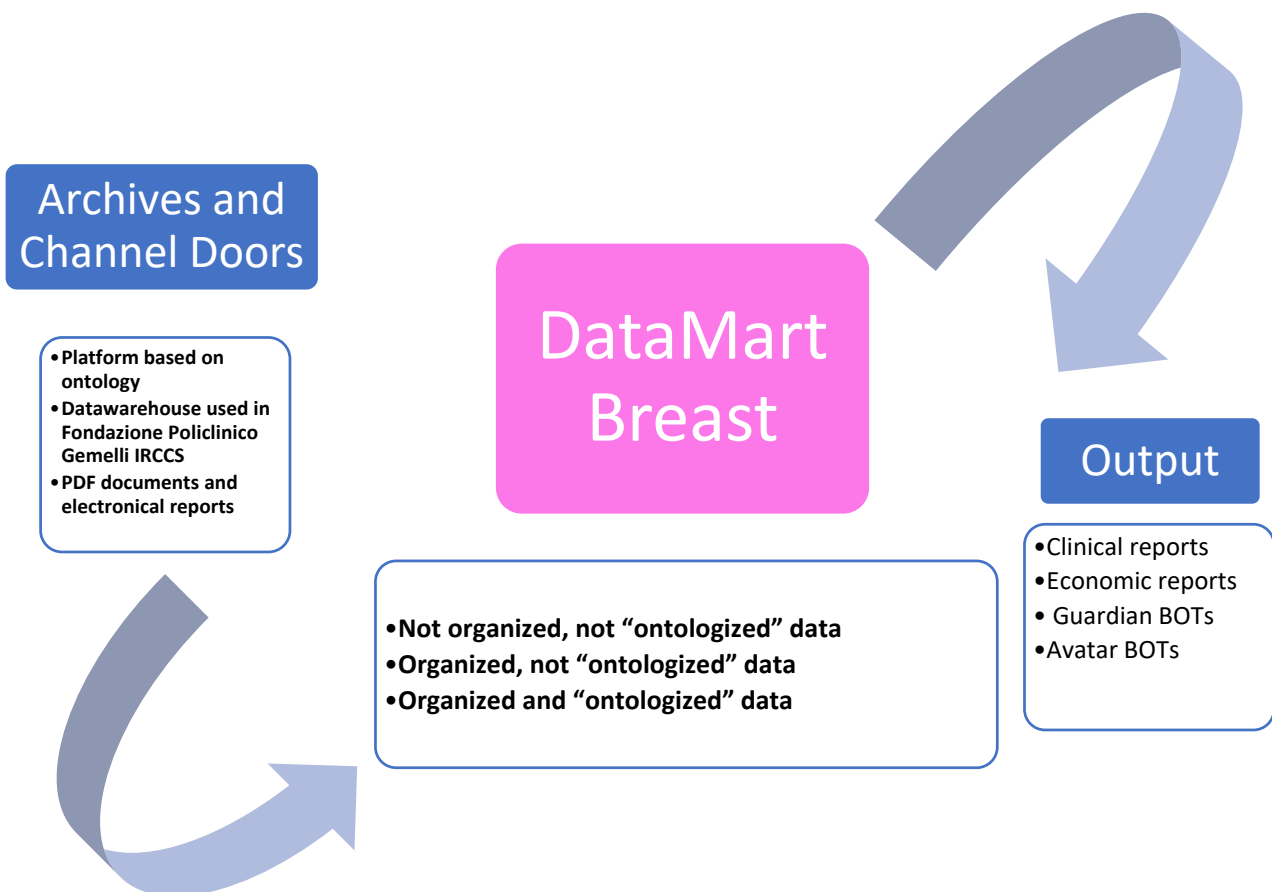 Archives and
Channel Doors
•Platform based on
ontology
•Datawarehouse used in
Fondazione Policlinico
Gemelli IRCCS
•PDF documents and
electronical reports
DataMart
Breast
•Not organized, not “ontologized” data
•Organized, not “ontologized” data
•Organized and “ontologized” data
Output
•Clinical reports
•Economic reports
• Guardian BOTs
•Avatar BOTs